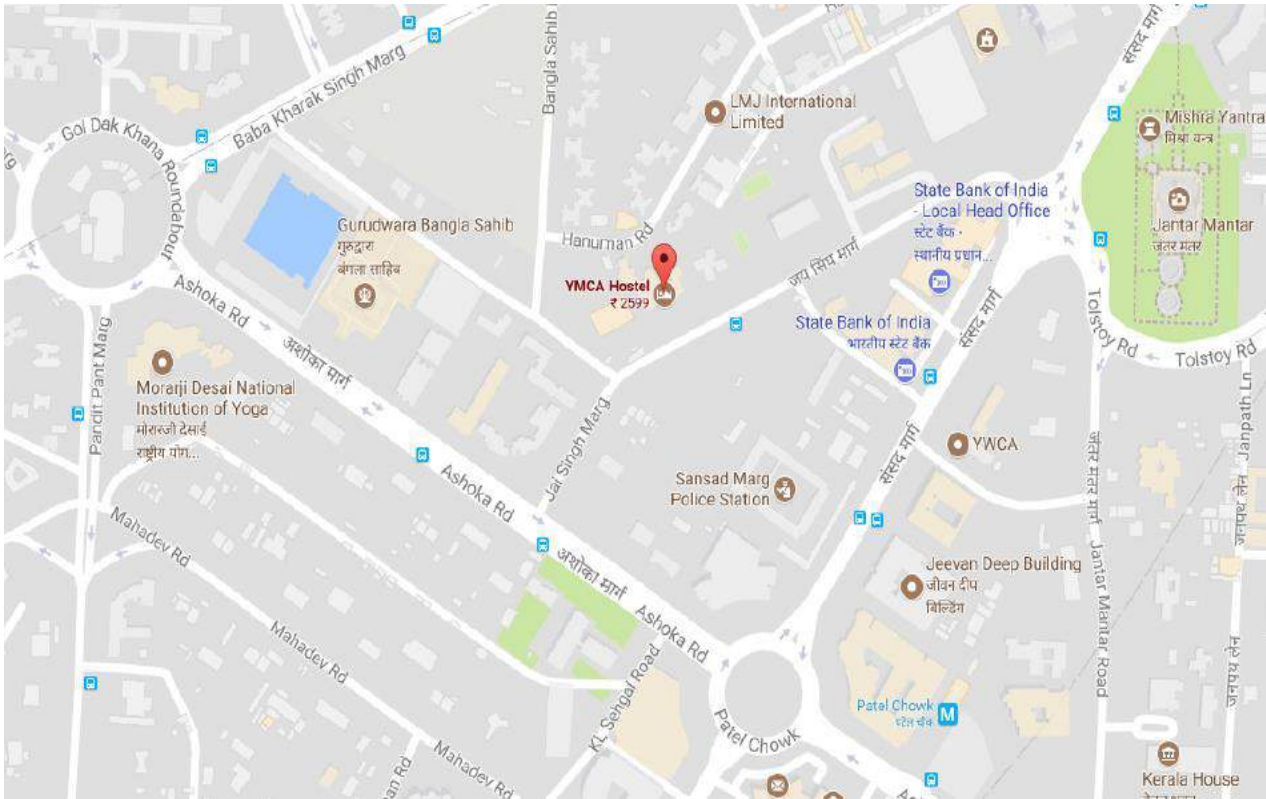 संसद मार्ग
Bangla Sahib
Baba Kharak Singh Marg
Gol Dak Khana Roundabout
LMJ International
Limited
Mishra Yantra
मिश्रा यन्त्र
State Bank of India
- Local Head Office
स्टेट बैंक -
स्थानीय प्रधान...
Jantar Mantar
जंतर मंतर
Gurudwara Bangla Sahib
गुरुद्वारा
बंगला साहिब
Hanuman Rd
जय सिंघ मार्ग
YMCA Hostel
₹ 2599
Ashoka Rd
अशोका मार्ग
State Bank of India
भारतीय स्टेट बैंक
संसद मार्ग
Tolstoy Rd
Tolstoy Rd
Pandit Pant Marg
Morarji Desai National
Institution of Yoga
मोरारजी देसाई
राष्ट्रीय योग...
Jai Singh Marg
YWCA
Janpath Ln
जनपथ लेन
Ashoka Rd
Sansad Marg
Police Station
संसद मार्ग
जंतर मंतर मार्ग
Jantar Mantar Road
Mahadev Rd
अशोका मार्ग
Ashoka Rd
Jeevan Deep Building
जीवन दीप
बिल्डिंग
Mahadev Rd
KL Sehgal Road
Patel Chowk
Patel Chowk
पटेल चौक
M
जनपथ लेन
Mahadev Rd
Kerala House